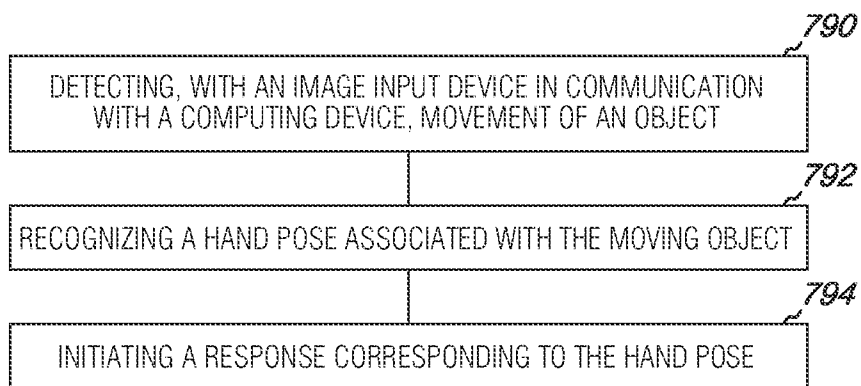 790
DETECTING, WITH AN IMAGE INPUT DEVICE IN COMMUNICATION
WITH A COMPUTING DEVICE, MOVEMENT OF AN OBJECT
792
RECOGNIZING A HAND POSE ASSOCIATED WITH THE MOVING OBJECT
794
INITIATING A RESPONSE CORRESPONDING TO THE HAND POSE